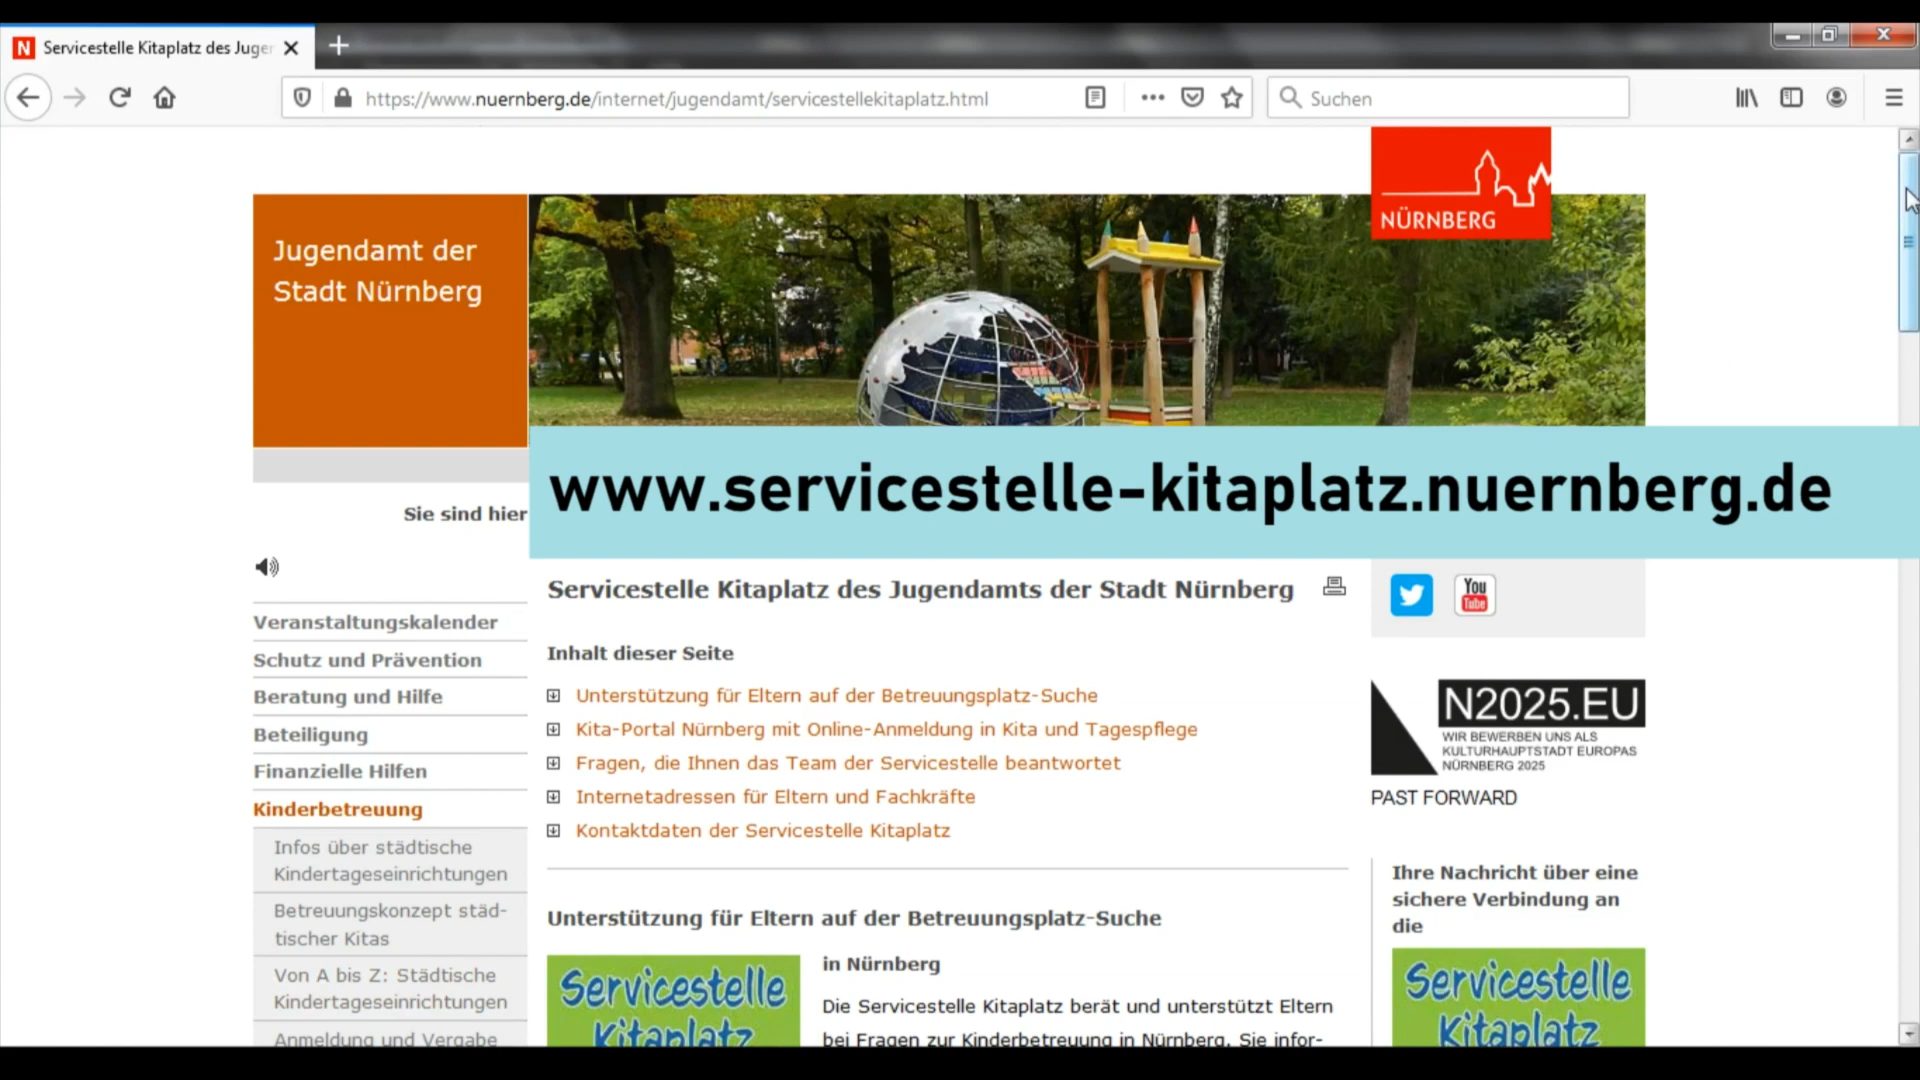 N Servicestelle Kitaplatz des Juger
https://www.nuernberg.de/internet/jugendamt/servicestellekitaplatz.html
Suchen
Jugendamt der
Stadt Nürnberg
NÜRNBERG
www.servicestelle-kitaplatz.nuernberg.de
Sie sind hier
Veranstaltungskalender
Schutz und Prävention
Beratung und Hilfe
Beteiligung
Finanzielle Hilfen
Kinderbetreuung
Infos über städtische
Kindertageseinrichtungen
Betreuungskonzept städ-
tischer Kitas
Von A bis Z: Städtische
Kindertageseinrichtungen
Anmeldung und Vergabe
Servicestelle Kitaplatz des Jugendamts der Stadt Nürnberg
Inhalt dieser Seite
Unterstützung für Eltern auf der Betreuungsplatz-Suche
Kita-Portal Nürnberg mit Online-Anmeldung in Kita und Tagespflege
Fragen, die Ihnen das Team der Servicestelle beantwortet
Internetadressen für Eltern und Fachkräfte
Kontaktdaten der Servicestelle Kitaplatz
Unterstützung für Eltern auf der Betreuungsplatz-Suche
Servicestelle
Kitaplatz
in Nürnberg
Die Servicestelle Kitaplatz berät und unterstützt Eltern
bei Fragen zur Kinderbetreuung in Nürnberg. Sie infor-
You
Tube
N2025.EU
WIR BEWERBEN UNS ALS
KULTURHAUPTSTADT EUROPAS
NÜRNBERG 2025
PAST FORWARD
Ihre Nachricht über eine
sichere Verbindung an
die
Servicestelle
Kitaplatz